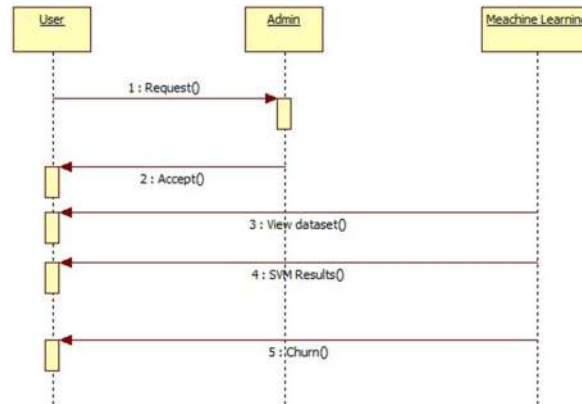 User
Admin
Meachine Learning
1 : Request()
2 : Accept()
3 : View dataset()
4 : SVM Results()
5 : Churn()